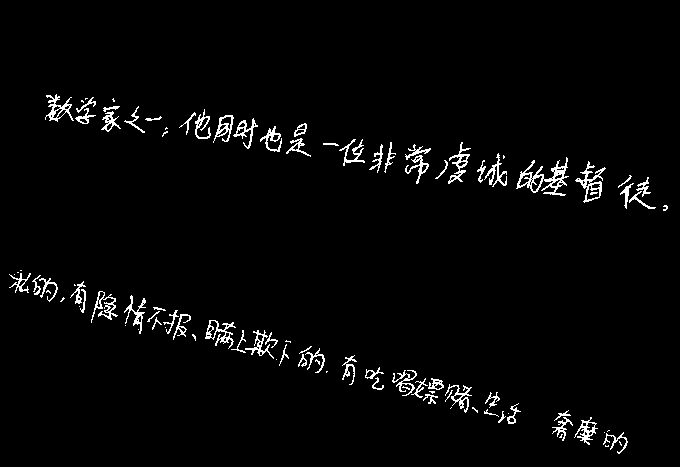 数学家之一，他同时也是一位非常虔诚的基督徒。
私的，有隐情不报、瞒上欺下的．有吃喝嫖赌、生活奢靡的